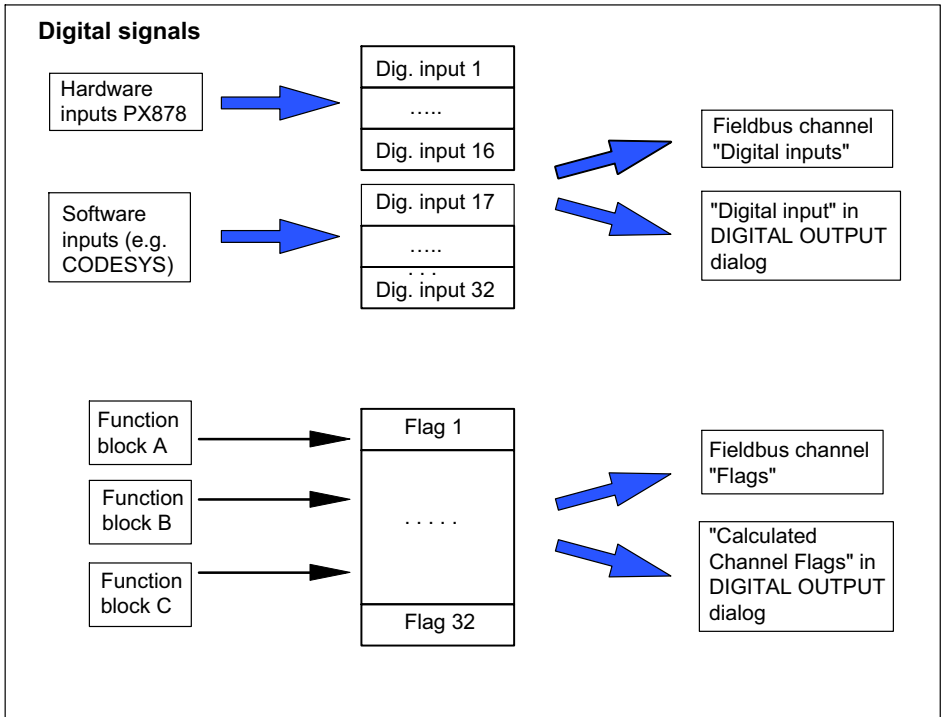 Digital signals
Hardware
inputs PX878
Dig. input 1
.....
Dig. input 16
Software
inputs (e.g.
CODESYS)
Dig. input 17
.....
. . .
Dig. input 32
Fieldbus channel
"Digital inputs"
"Digital input" in
DIGITAL OUTPUT
dialog
Function
block A
Function
block B
Function
block C
Flag 1
. . . . .
Flag 32
Fieldbus channel
"Flags"
"Calculated
Channel Flags" in
DIGITAL OUTPUT
dialog